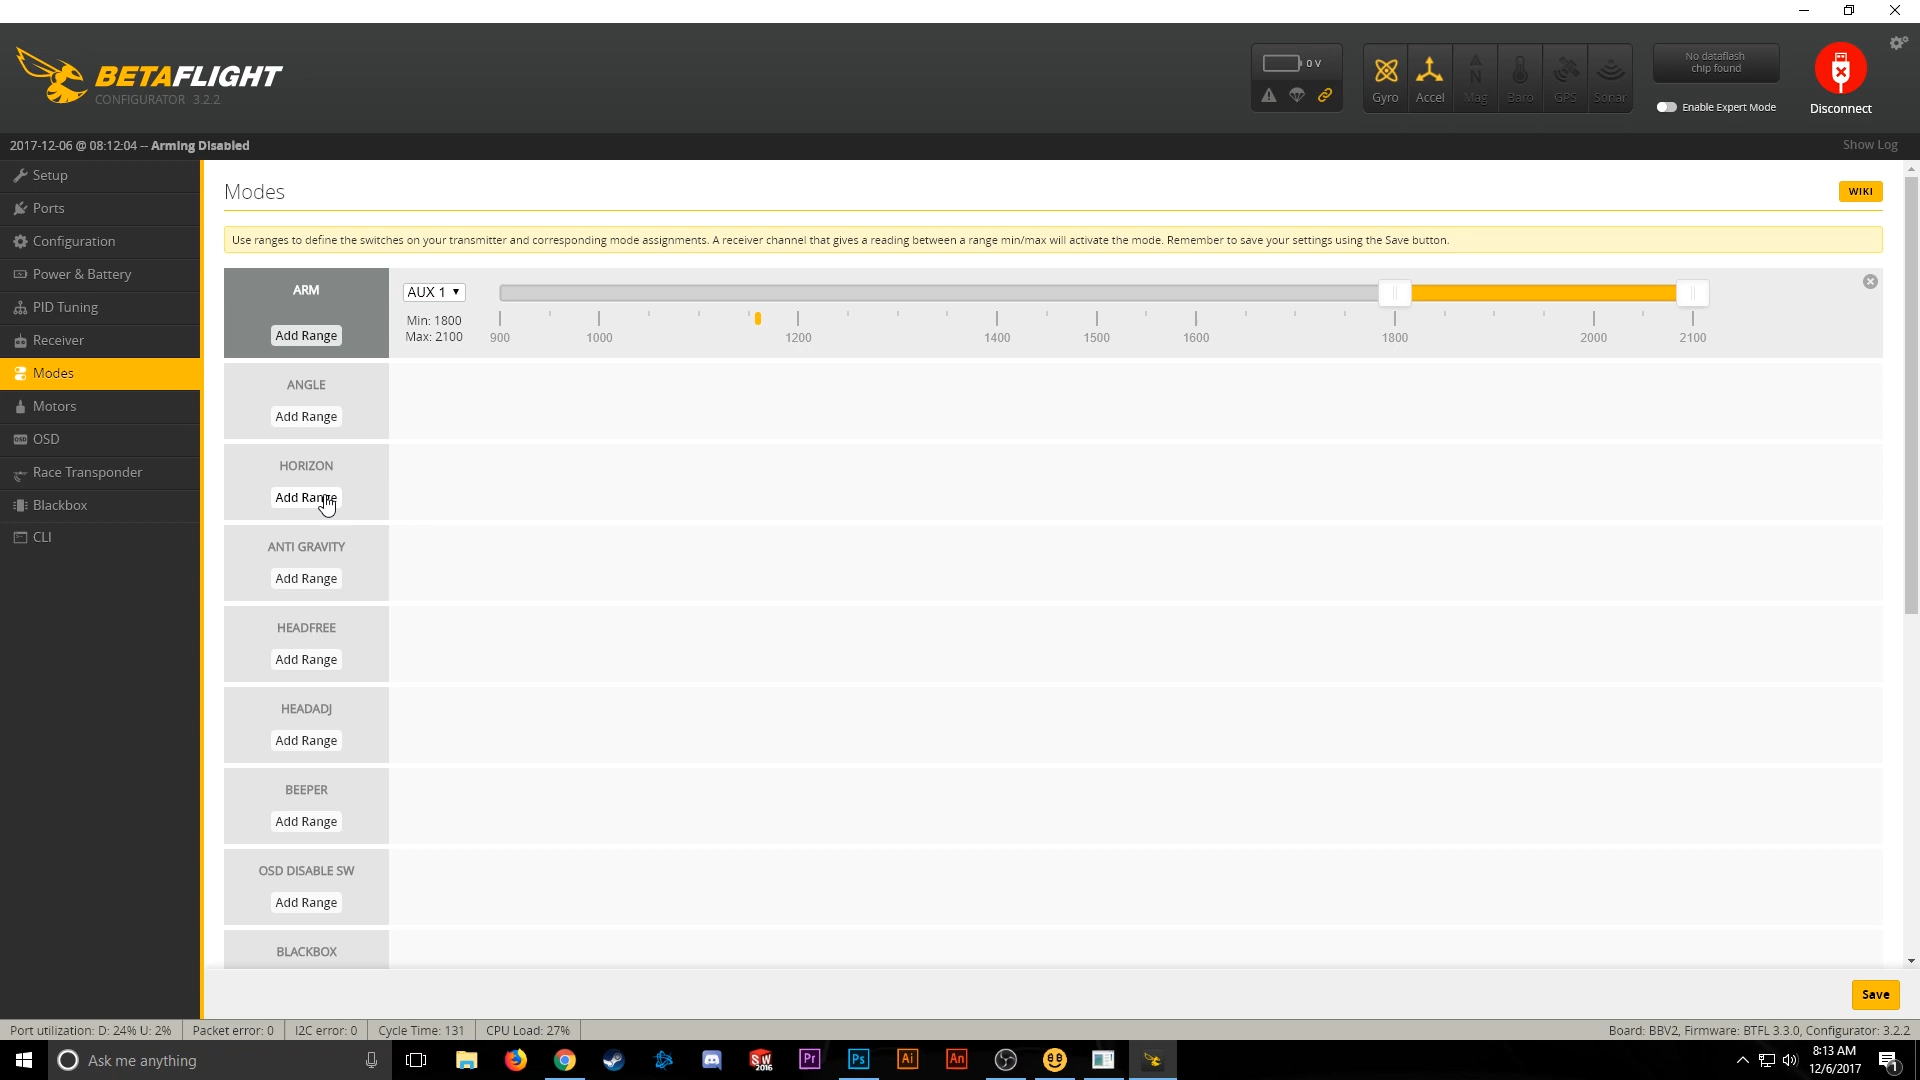 BETAFLIGHT
CONFIGURATOR 3.2.2
0 V
Gyro
Accel
Mag
Baro
GPS
Sonar
No dataflash
chip found
Enable Expert Mode
Disconnect
2017-12-06 @ 08:12:04 -- Arming Disabled
Show Log
Setup
Ports
Configuration
Power & Battery
PID Tuning
Receiver
Modes
Motors
OSD
Race Transponder
Blackbox
CLI
Modes
WIKI
Use ranges to define the switches on your transmitter and corresponding mode assignments. A receiver channel that gives a reading between a range min/max will activate the mode. Remember to save your settings using the Save button.
ARM
Add Range
AUX 1
Min: 1800
Max: 2100
900 1000 1200 1400 1500 1600 1800 2000 2100
ANGLE
Add Range
HORIZON
Add Range
ANTI GRAVITY
Add Range
HEADFREE
Add Range
HEADADJ
Add Range
BEEPER
Add Range
OSD DISABLE SW
Add Range
BLACKBOX
Save
Port utilization: D: 24% U: 2% Packet error: 0 I2C error: 0 Cycle Time: 131 CPU Load: 27%
Board: BBV2, Firmware: BTFL 3.3.0, Configurator: 3.2.2
Ask me anything
SW
2016
Pr
Ps
Ai
An
8:13 AM
12/6/2017
1